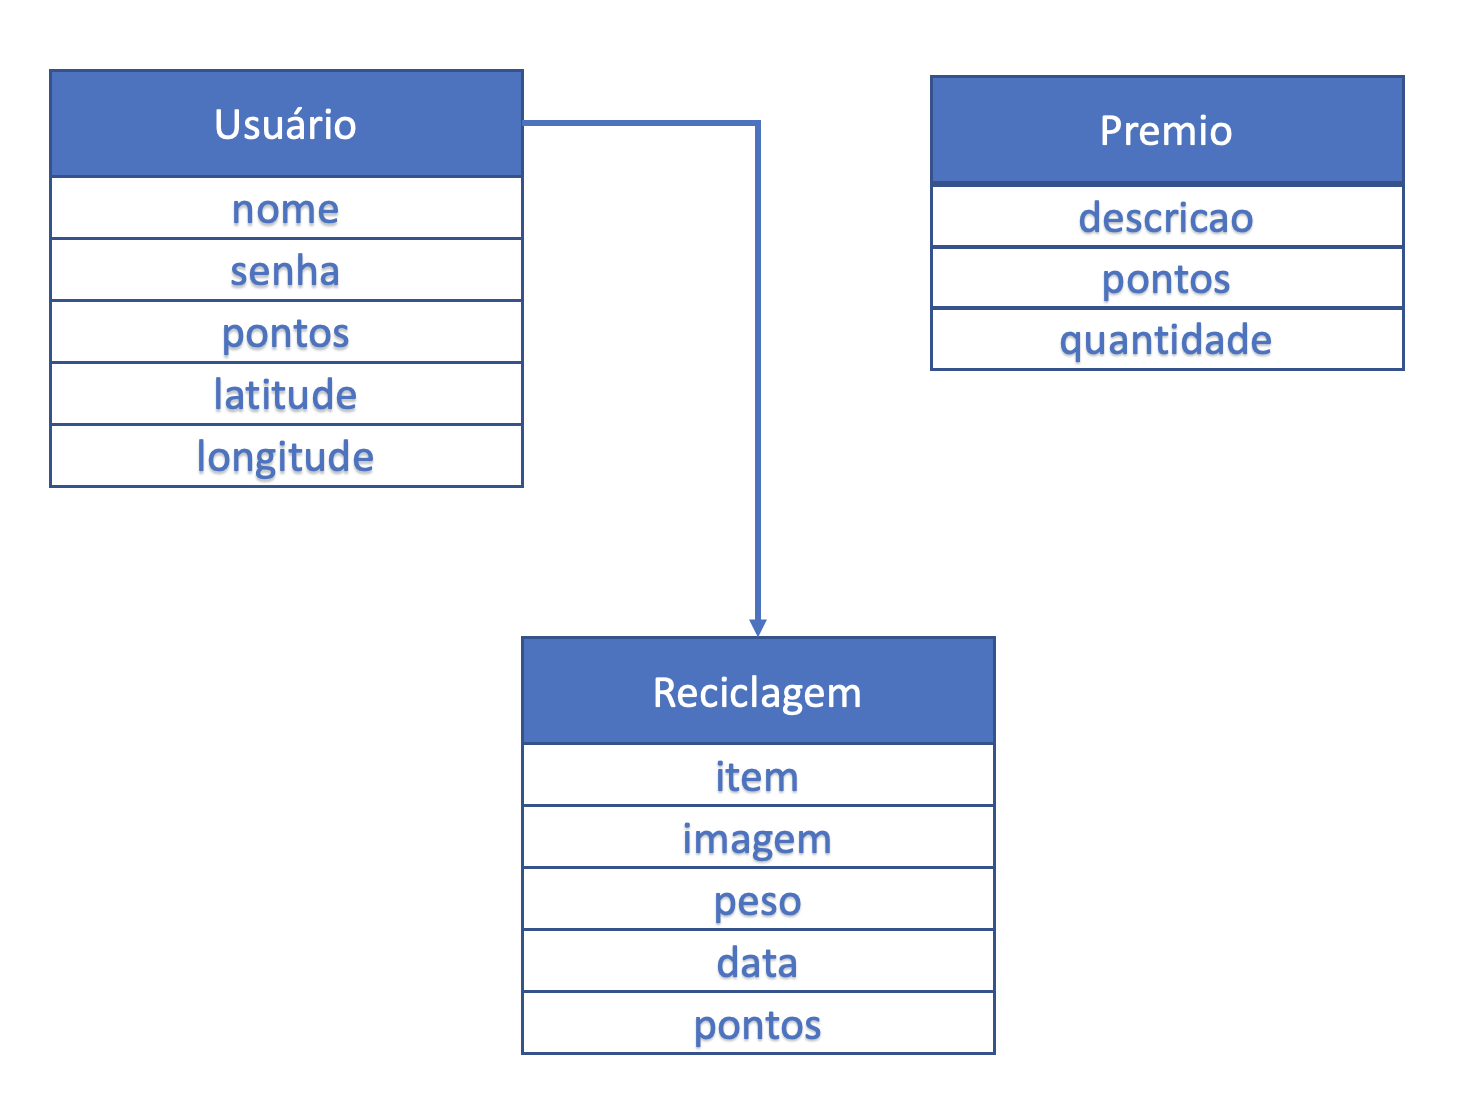 Usuário
nome
senha
pontos
latitude
longitude
Premio
descricao
pontos
quantidade
Reciclagem
item
imagem
peso
data
pontos